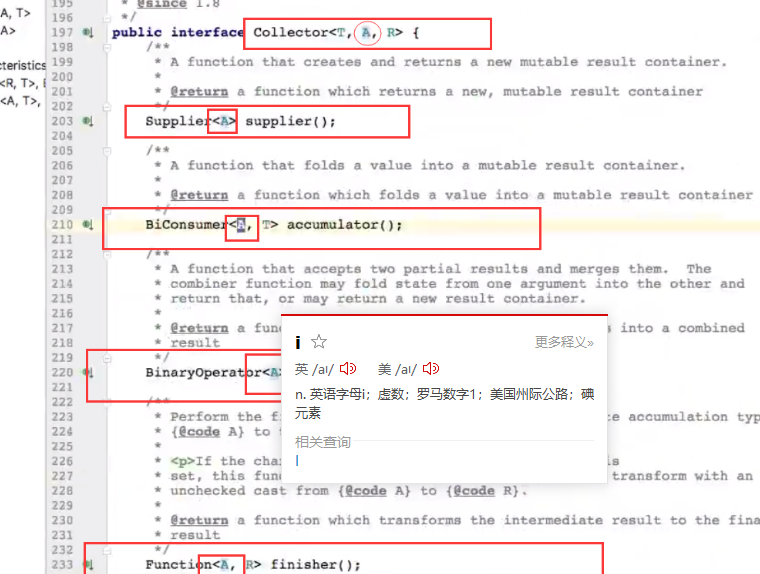 A, T>
A>
cteristics
<R, T>,
<A, T>,
195 * @since 1.8
196 */
197 public interface Collector<T, A, R> {
198 /**
199 * A function that creates and returns a new mutable result container.
200 *
201 * @return a function which returns a new, mutable result container
202 */
203 Supplier<A> supplier();
204
205 /**
206 * A function that folds a value into a mutable result container.
207 *
208 * @return a function which folds a value into a mutable result container
209 */
210 BiConsumer<A, T> accumulator();
211
212 /**
213 * A function that accepts two partial results and merges them. The
214 * combiner function may fold state from one argument into the other and
215 * return that, or may return a new result container.
216 *
217 * @return a func s into a combined
218 * result
219 */
220 BinaryOperator<A>
221
222 /**
223 * Perform the fi te accumulation typ
224 * {@code A} to t
225 *
226 * <p>If the char is
227 * set, this func transform with an
228 * unchecked cast from {@code A} to {@code R}.
229 *
230 * @return a function which transforms the intermediate result to the fina
231 * result
232 */
233 Function<A, R> finisher();
i ☆ 更多释义»
英 /aɪ/ 美 /aɪ/
n. 英语字母i；虚数；罗马数字1；美国州际公路；碘
元素
相关查询
I